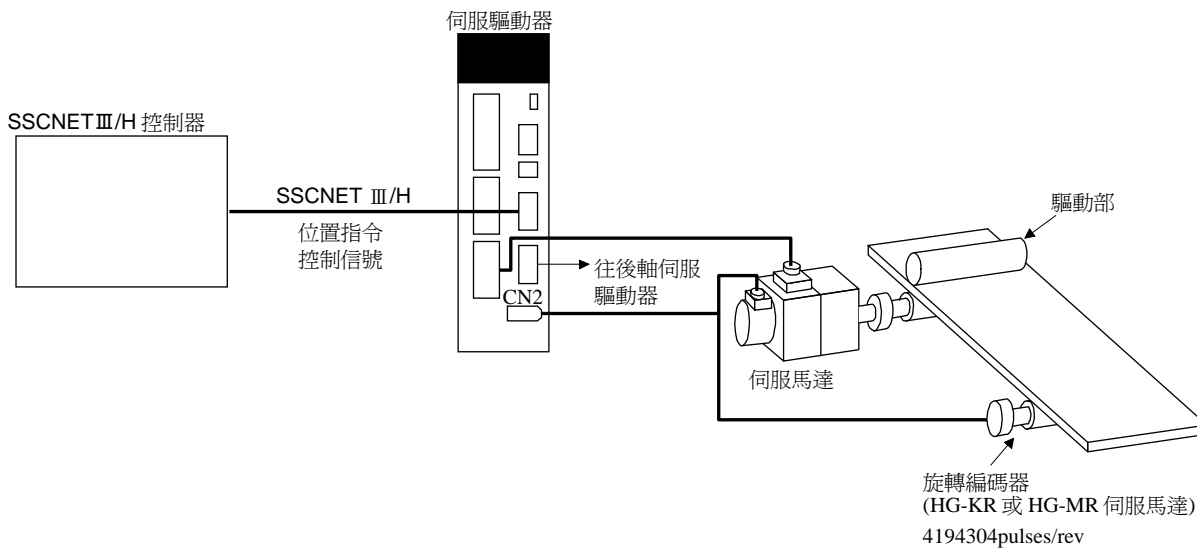 伺服驅動器
SSCNETⅢ/H 控制器
SSCNET Ⅲ/H
位置指令
控制信號
往後軸伺服
驅動器
CN2
伺服馬達
驅動部
旋轉編碼器
(HG-KR 或 HG-MR 伺服馬達)
4194304pulses/rev